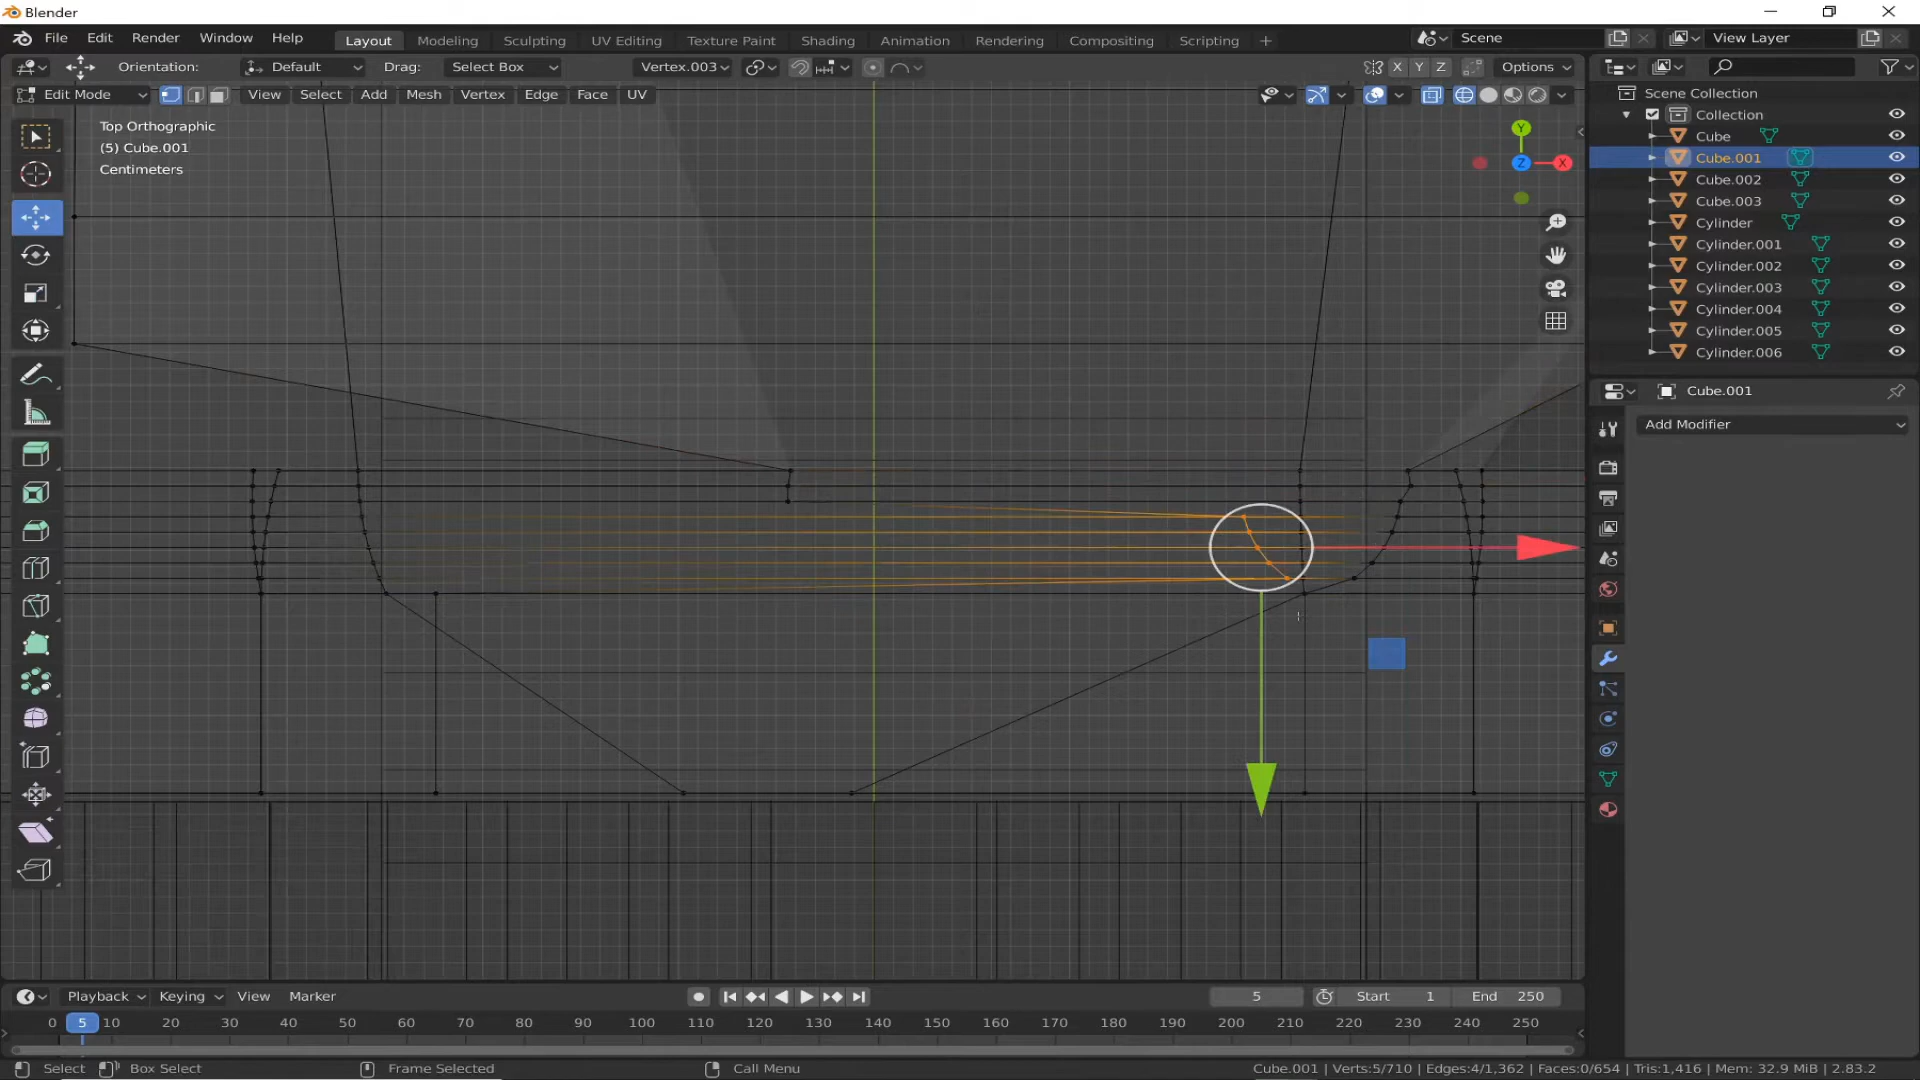 Blender
File Edit Render Window Help Layout Modeling Sculpting UV Editing Texture Paint Shading Animation Rendering Compositing Scripting + Scene View Layer
Orientation: Default Drag: Select Box Vertex.003 X Y Z Options
Edit Mode View Select Add Mesh Vertex Edge Face UV
Top Orthographic
(5) Cube.001
Centimeters
Y
Z
X
Scene Collection
Collection
Cube
Cube.001
Cube.002
Cube.003
Cylinder
Cylinder.001
Cylinder.002
Cylinder.003
Cylinder.004
Cylinder.005
Cylinder.006
Cube.001
Add Modifier
Playback Keying View Marker 5 Start 1 End 250
0 5 10 20 30 40 50 60 70 80 90 100 110 120 130 140 150 160 170 180 190 200 210 220 230 240 250
Select Box Select Frame Selected Call Menu Cube.001 | Verts:5/710 | Edges:4/1,362 | Faces:0/654 | Tris:1,416 | Mem: 32.9 MiB | 2.83.2